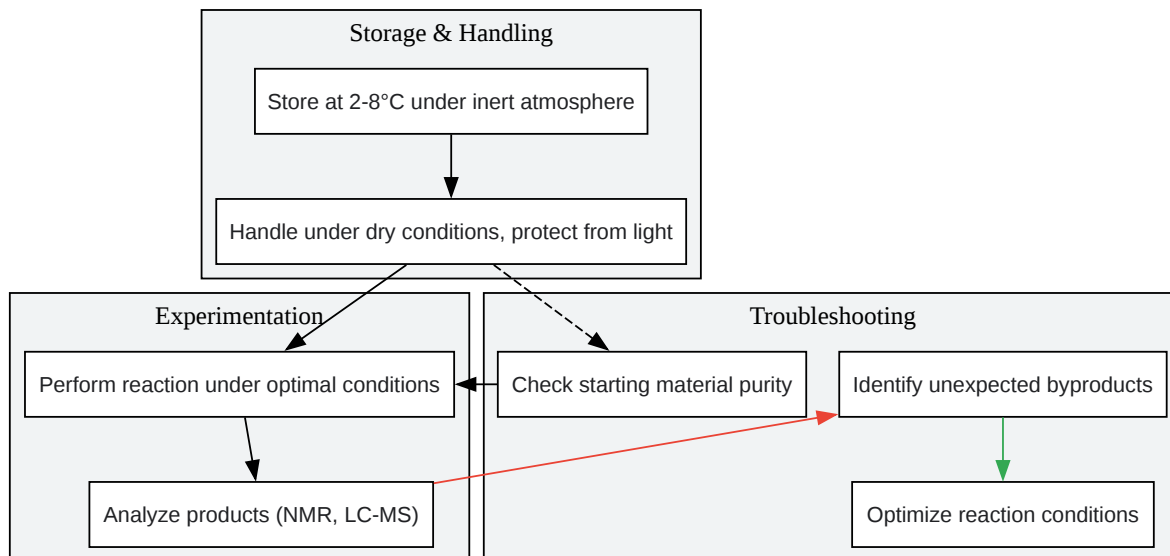 Storage & Handling
Store at 2-8°C under inert atmosphere
Handle under dry conditions, protect from light
Experimentation
Troubleshooting
Perform reaction under optimal conditions
Check starting material purity
Identify unexpected byproducts
Analyze products (NMR, LC-MS)
Optimize reaction conditions